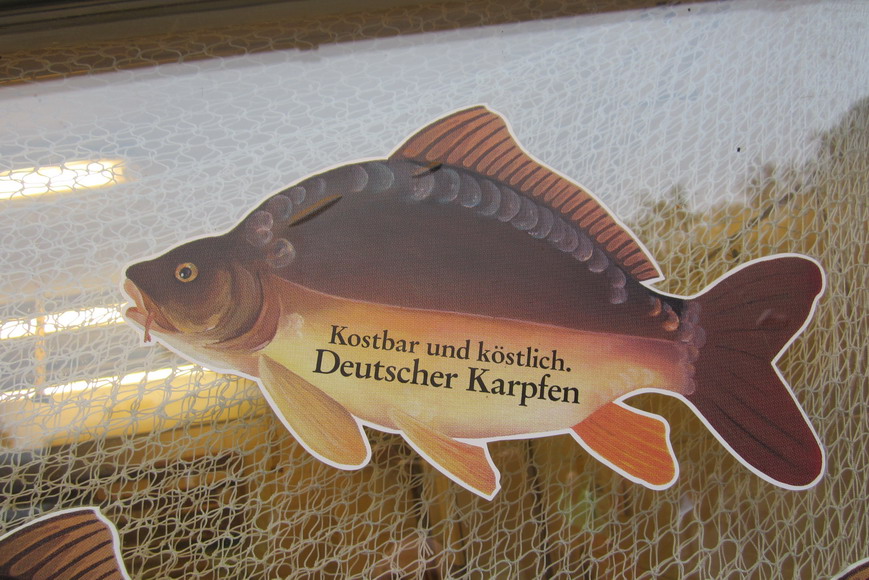 Kostbar und köstlich.
Deutscher Karpfen